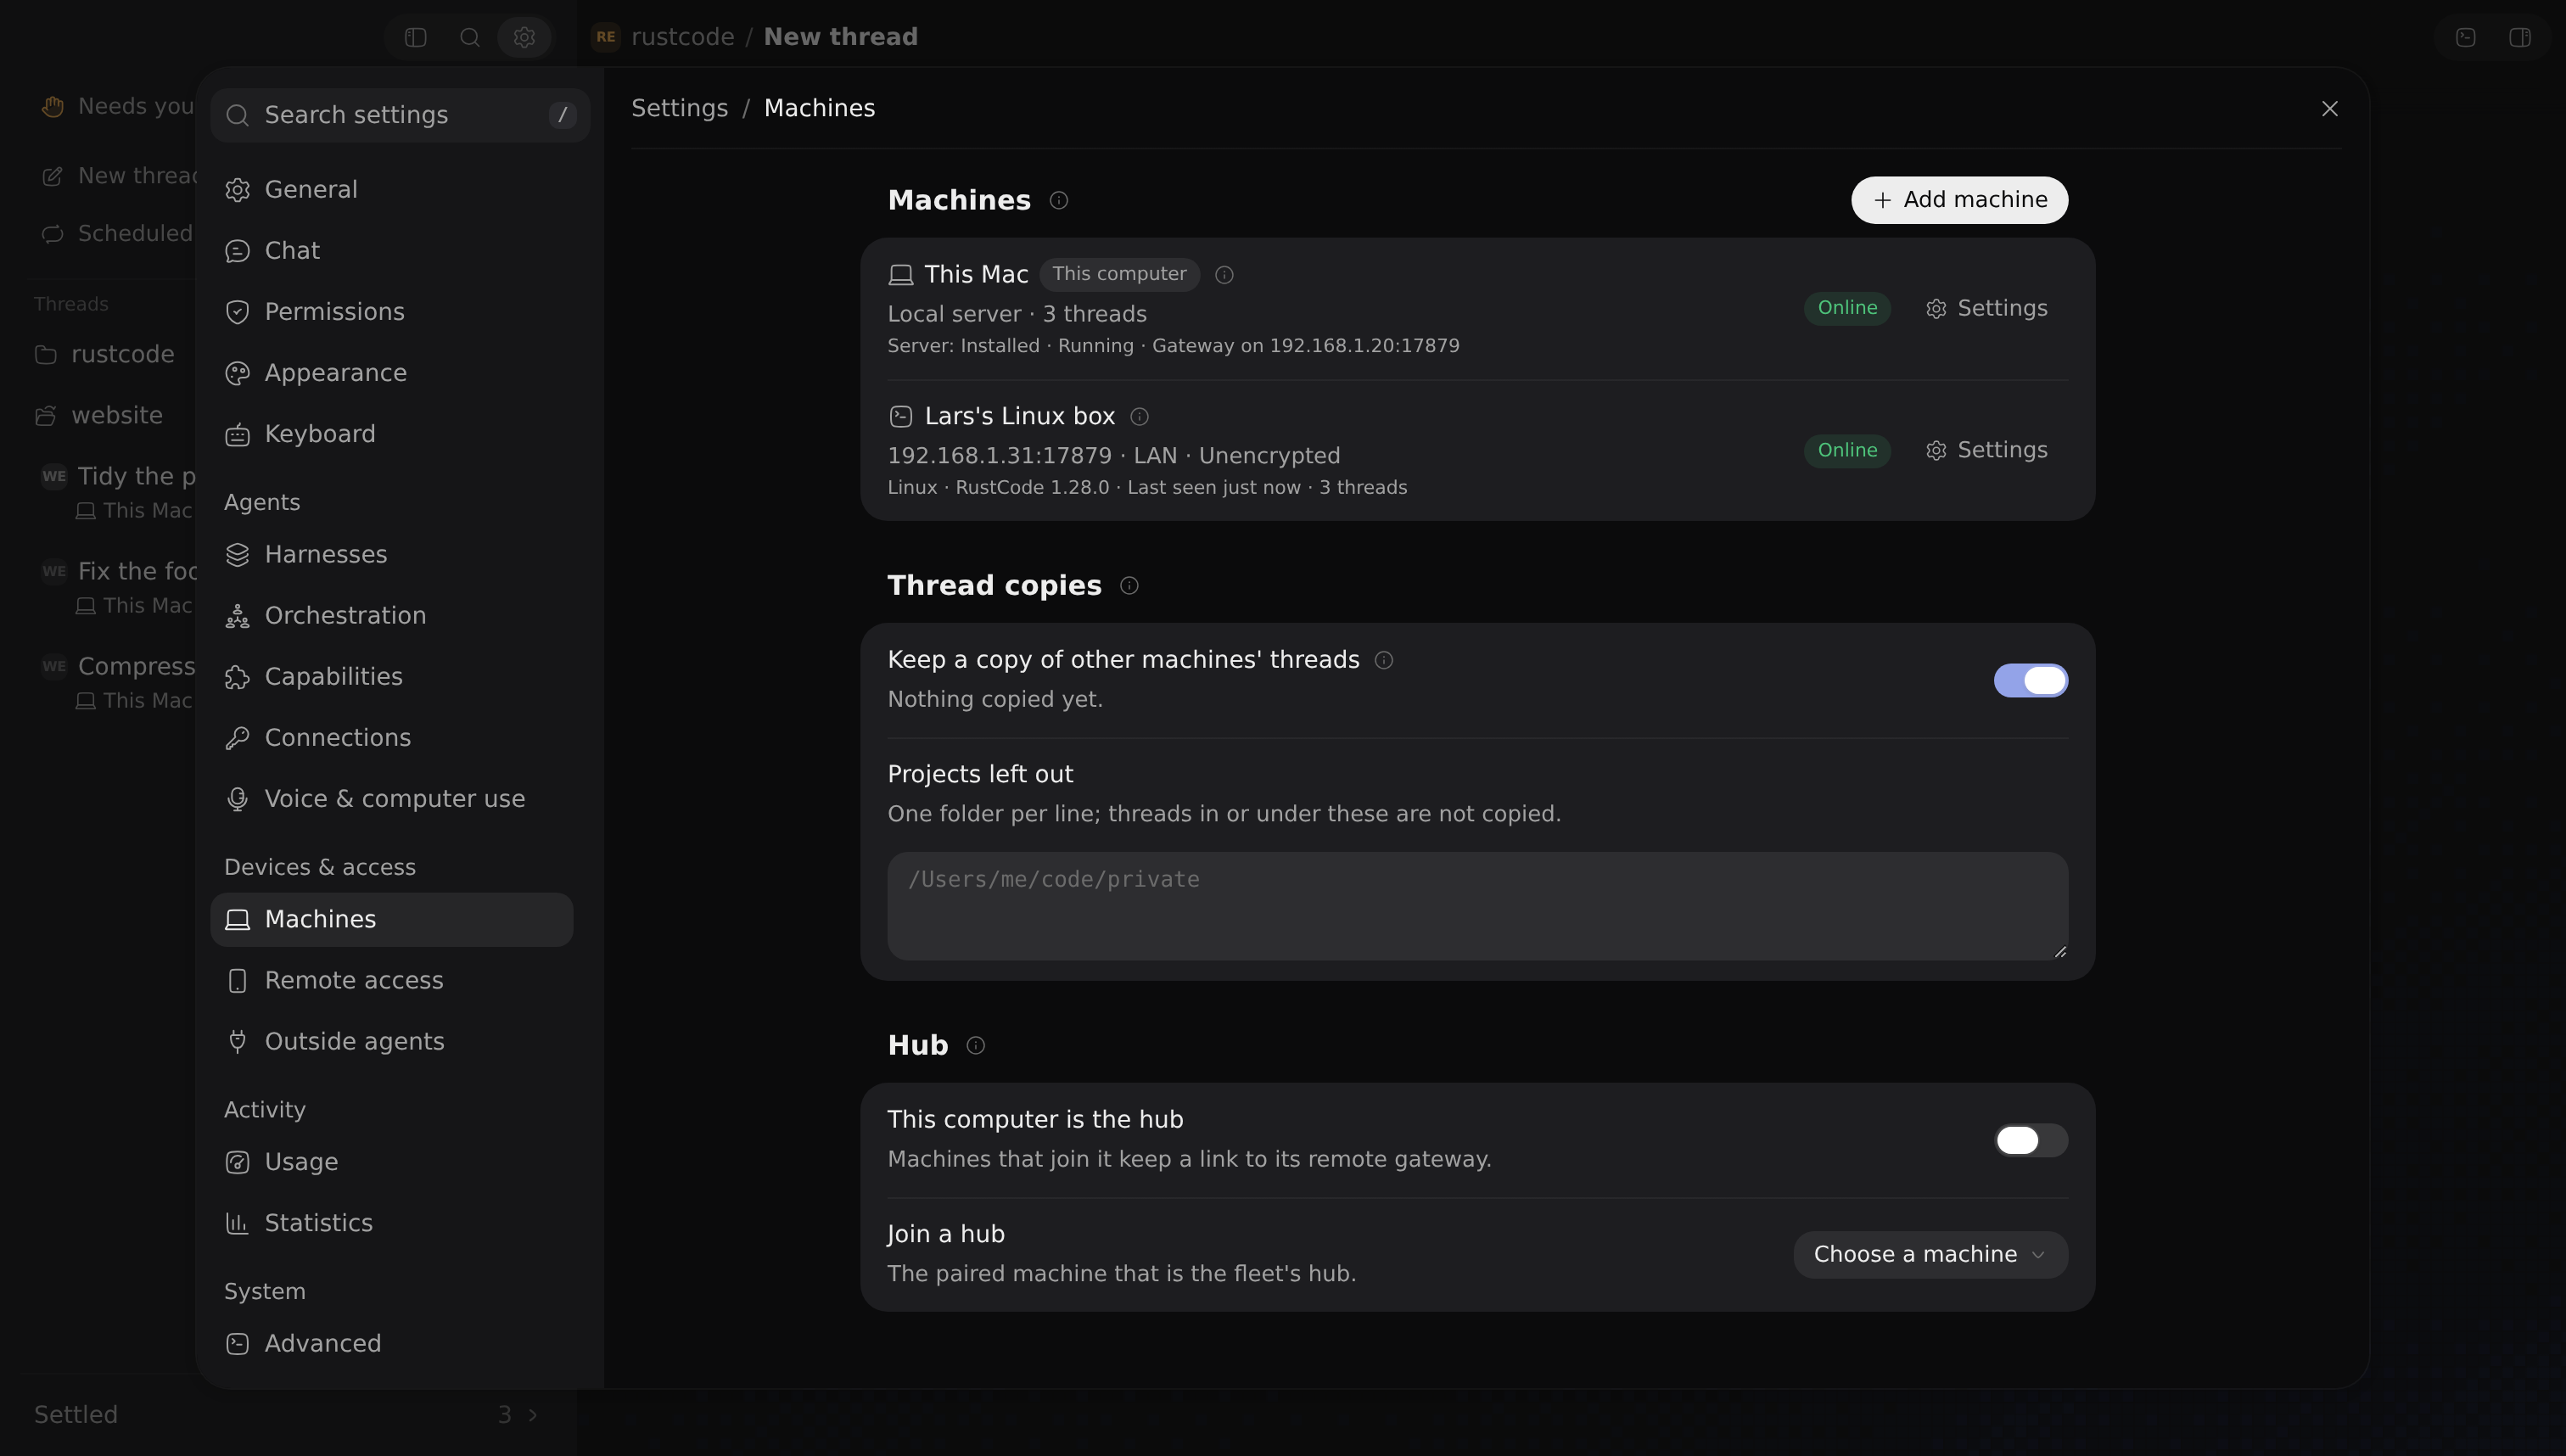 RE rustcode / New thread
Needs you
New thread
Scheduled
Threads
rustcode
website
WE Tidy the p
This Mac
WE Fix the foo
This Mac
WE Compress
This Mac
Settled 3
Search settings /
General
Chat
Permissions
Appearance
Keyboard
Agents
Harnesses
Orchestration
Capabilities
Connections
Voice & computer use
Devices & access
Machines
Remote access
Outside agents
Activity
Usage
Statistics
System
Advanced
Settings / Machines
Machines
Add machine
This Mac This computer
Local server · 3 threads
Server: Installed · Running · Gateway on 192.168.1.20:17879
Online Settings
Lars's Linux box
192.168.1.31:17879 · LAN · Unencrypted
Linux · RustCode 1.28.0 · Last seen just now · 3 threads
Online Settings
Thread copies
Keep a copy of other machines' threads
Nothing copied yet.
Projects left out
One folder per line; threads in or under these are not copied.
/Users/me/code/private
Hub
This computer is the hub
Machines that join it keep a link to its remote gateway.
Join a hub
The paired machine that is the fleet's hub.
Choose a machine